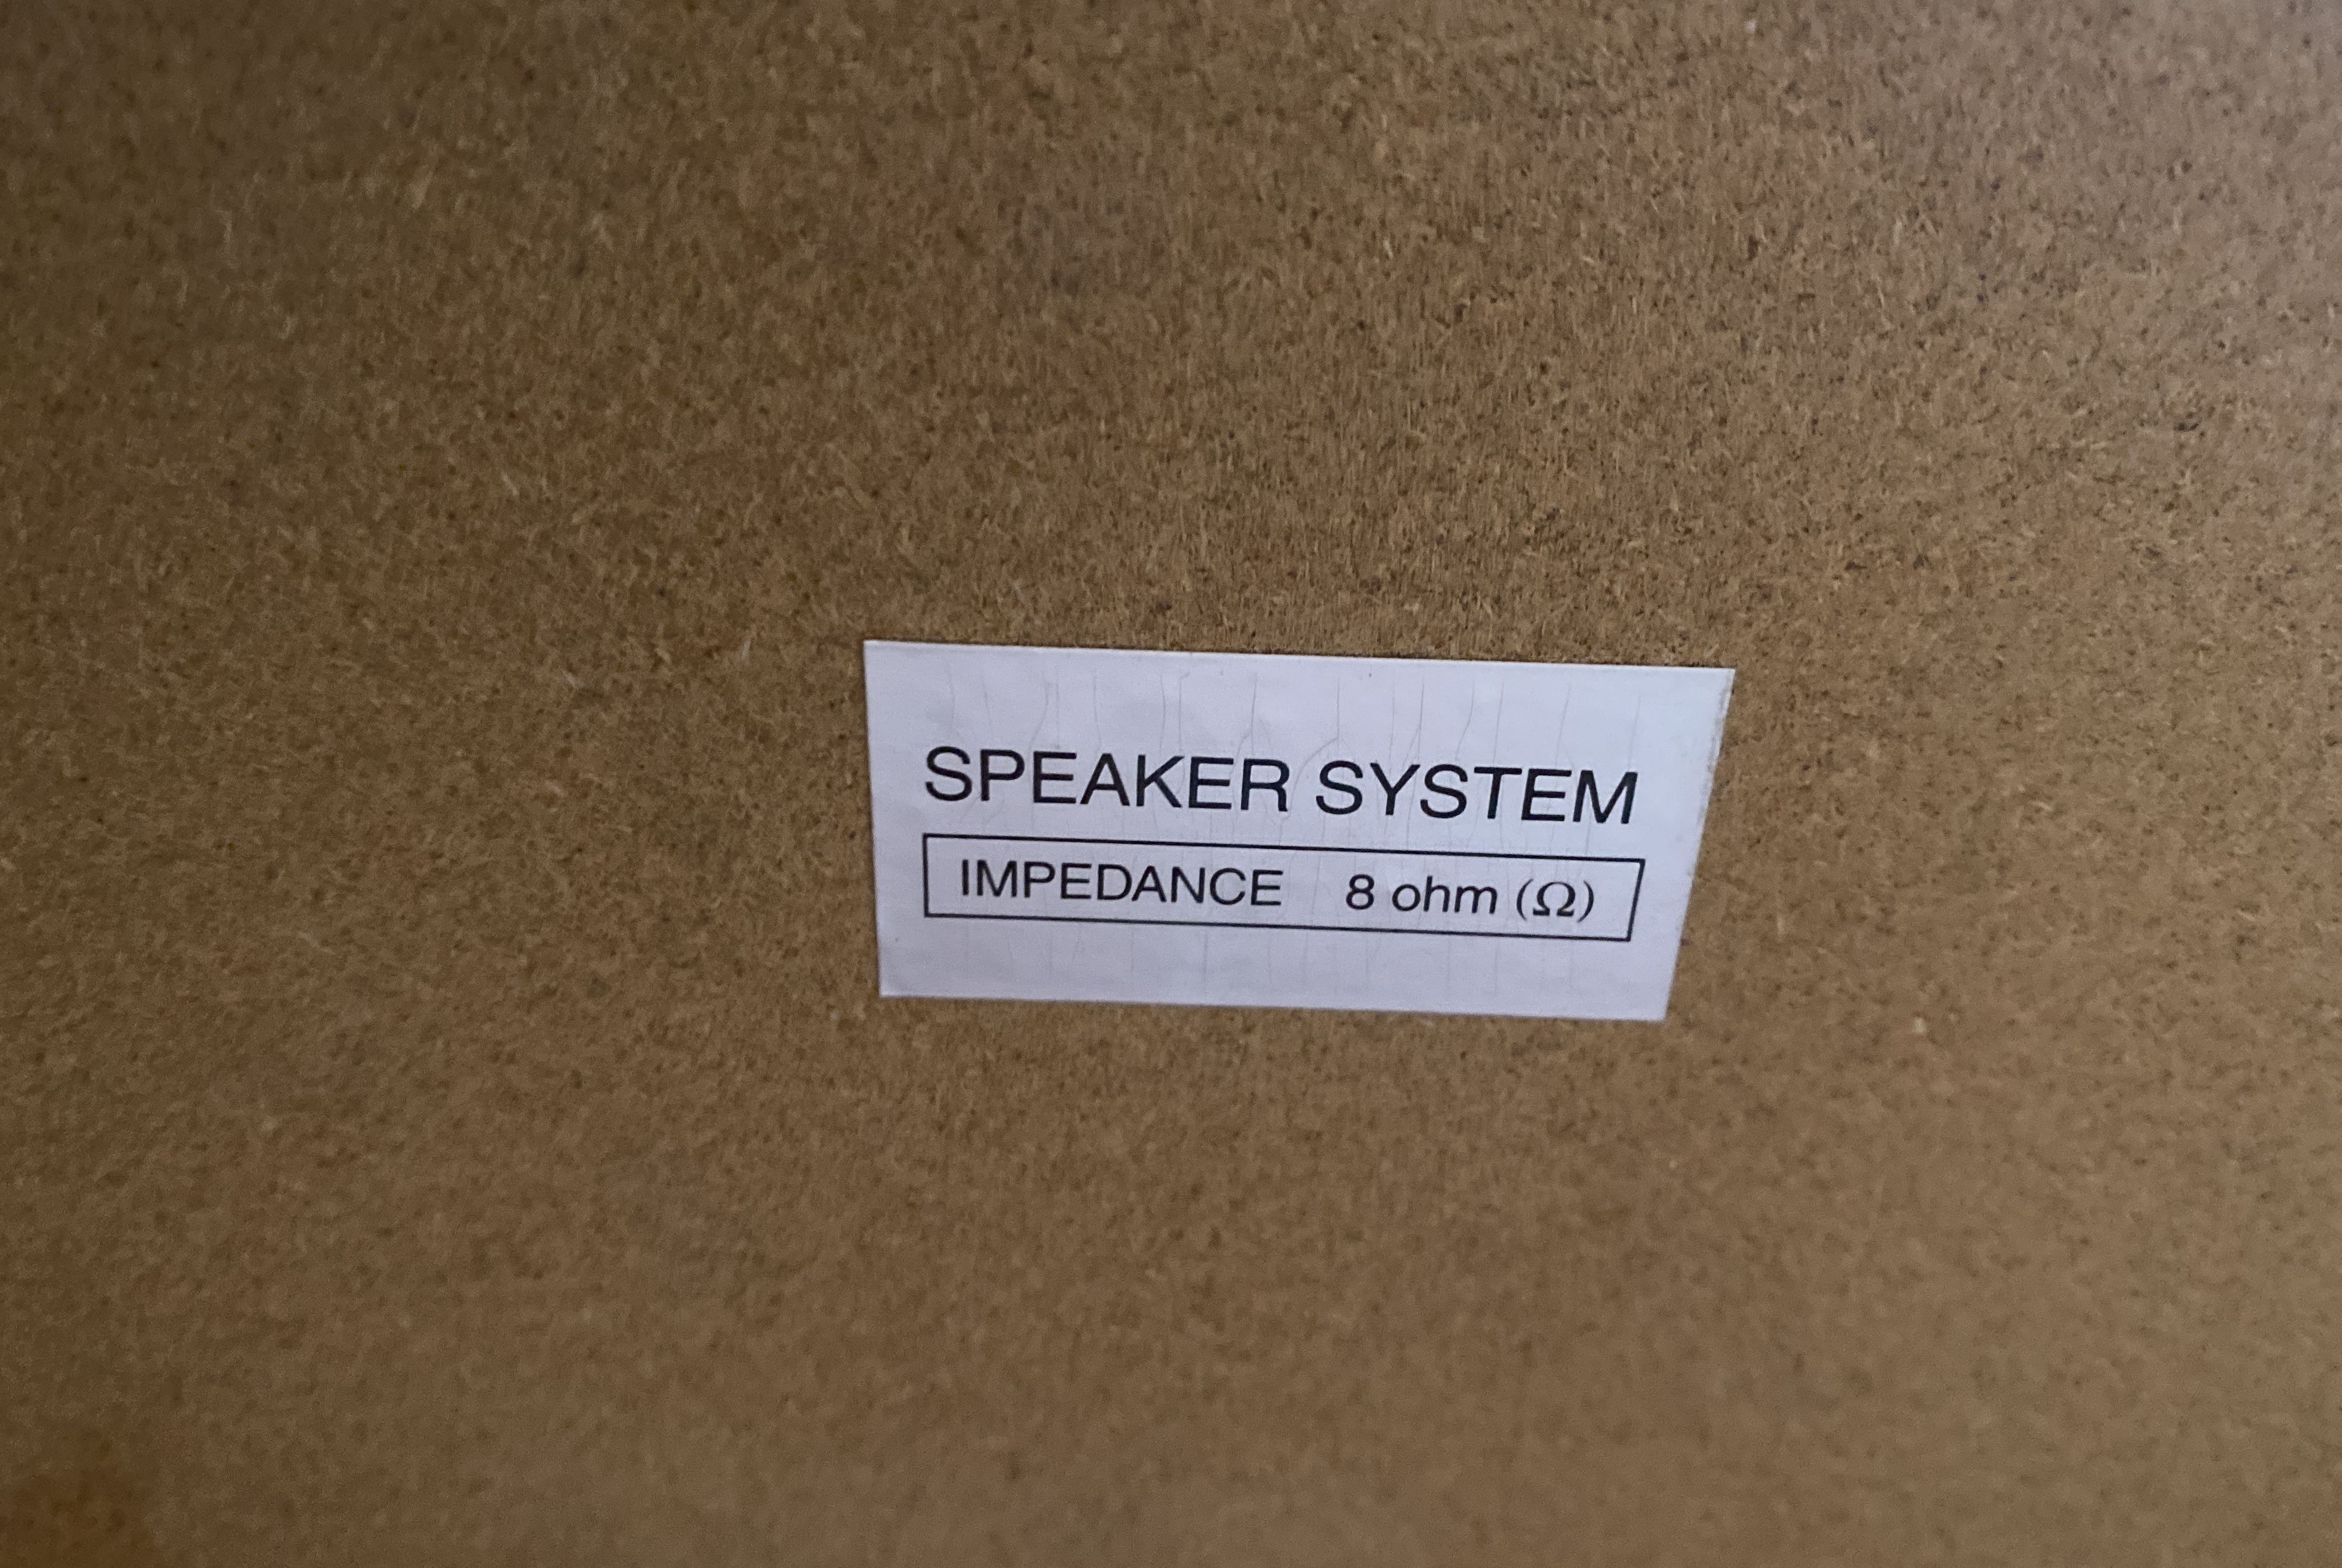 SPEAKER SYSTEM
IMPEDANCE 8 ohm (Ω)